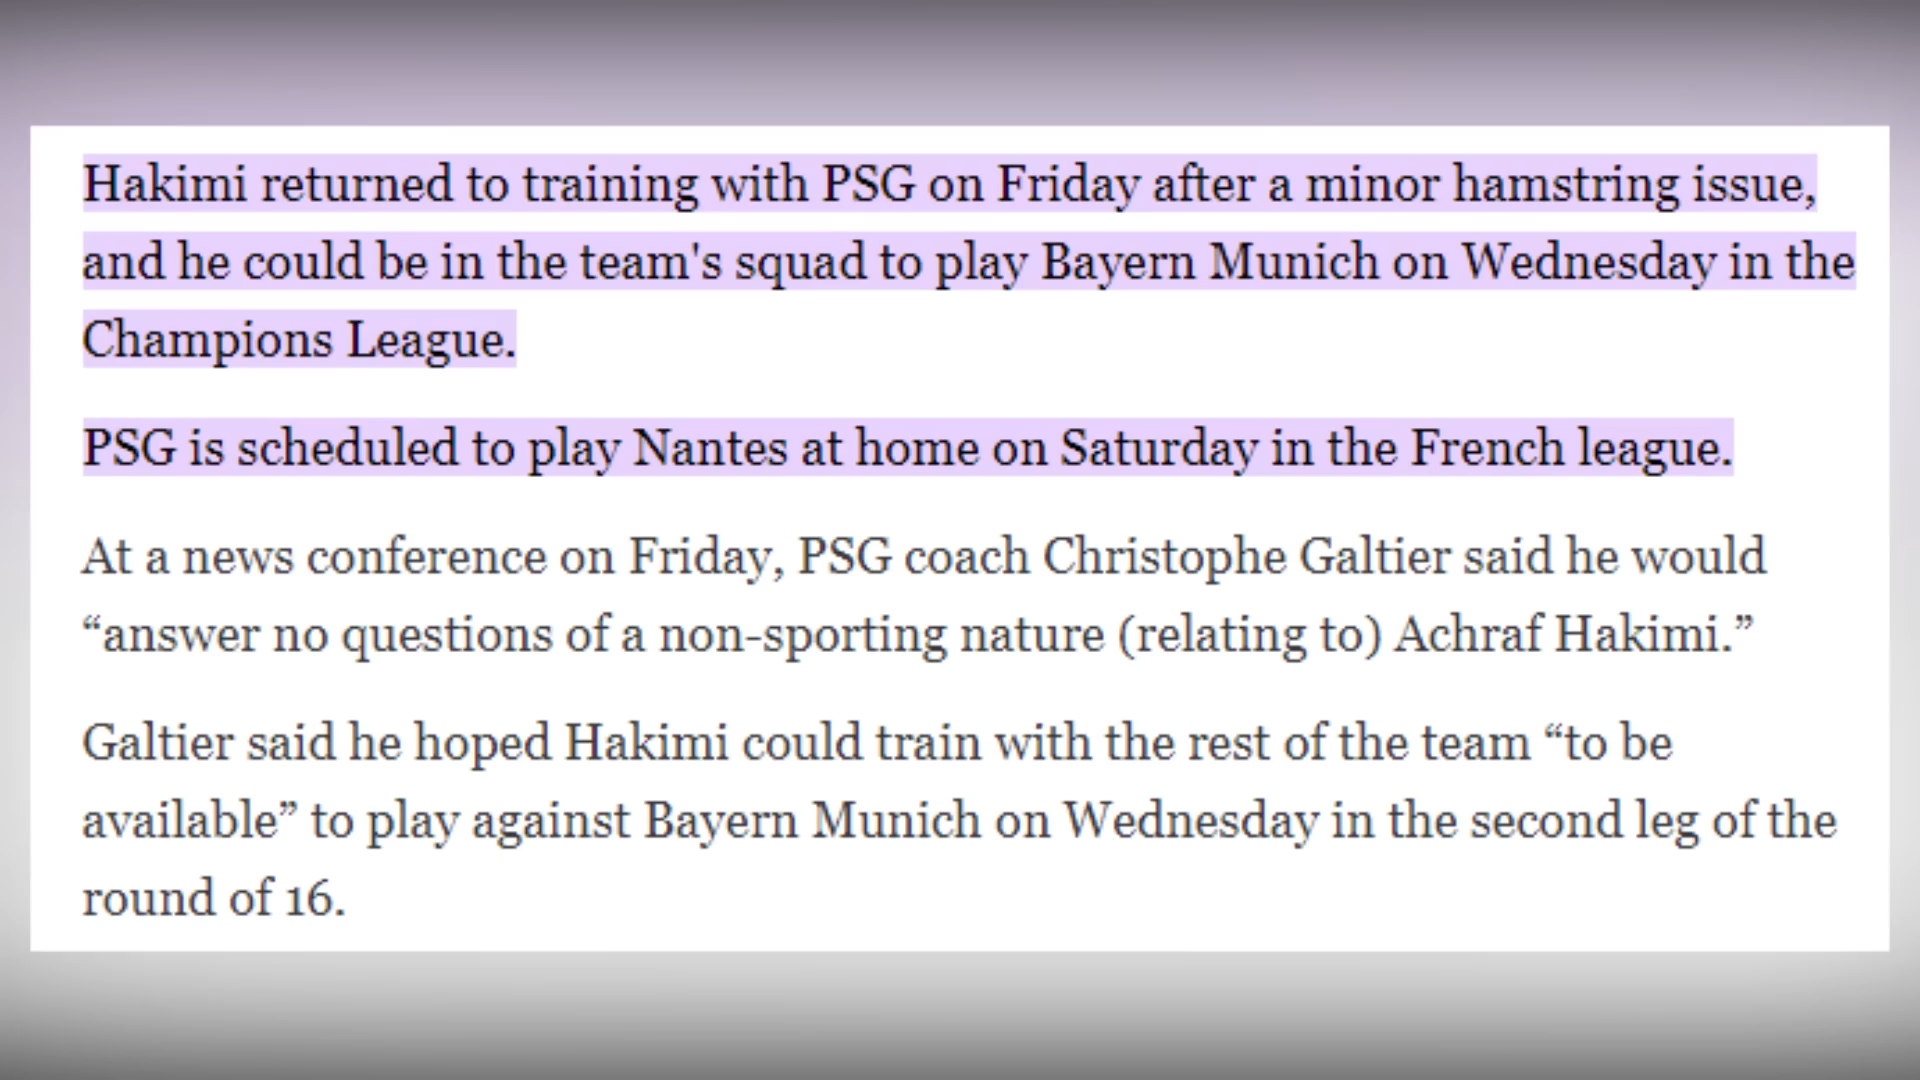 Hakimi returned to training with PSG on Friday after a minor hamstring issue,
and he could be in the team's squad to play Bayern Munich on Wednesday in the
Champions League.
PSG is scheduled to play Nantes at home on Saturday in the French league.
At a news conference on Friday, PSG coach Christophe Galtier said he would
“answer no questions of a non-sporting nature (relating to) Achraf Hakimi.”
Galtier said he hoped Hakimi could train with the rest of the team “to be
available” to play against Bayern Munich on Wednesday in the second leg of the
round of 16.